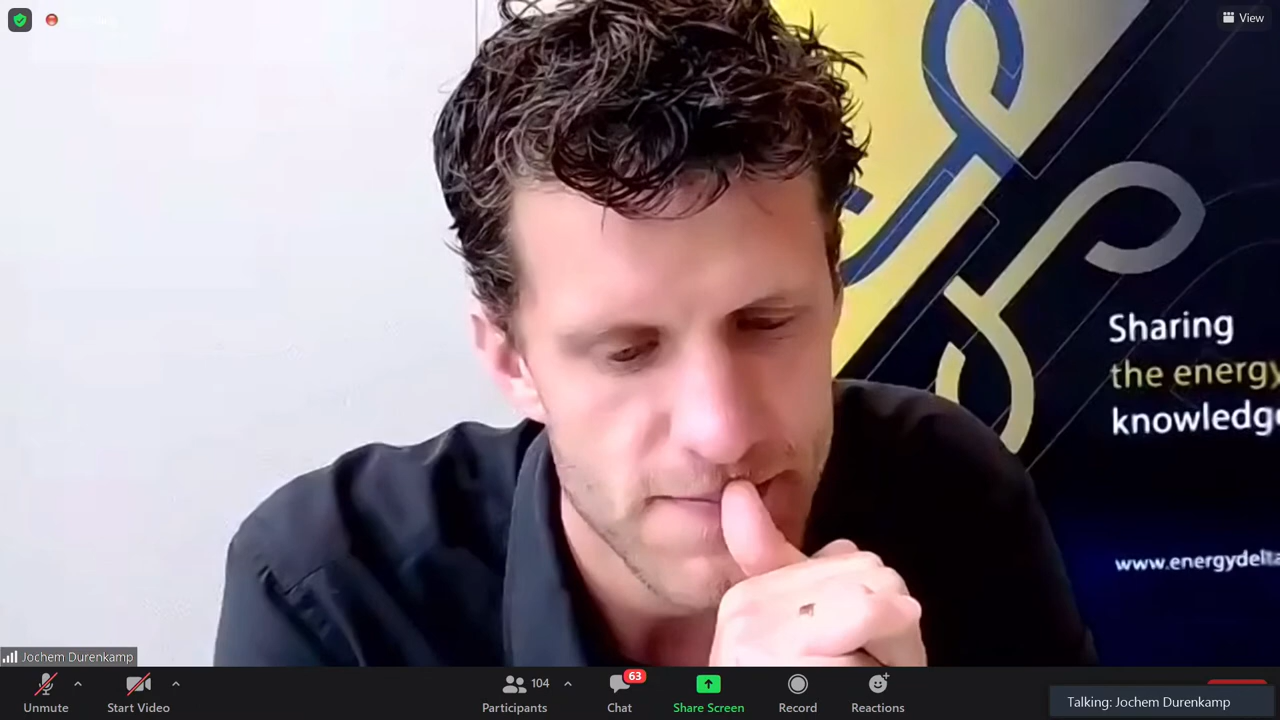 View
Sharing
the energy
knowledge
www.energydelta
Jochem Durenkamp
Unmute
Start Video
104
Participants
63
Chat
Share Screen
Record
Reactions
Talking: Jochem Durenkamp